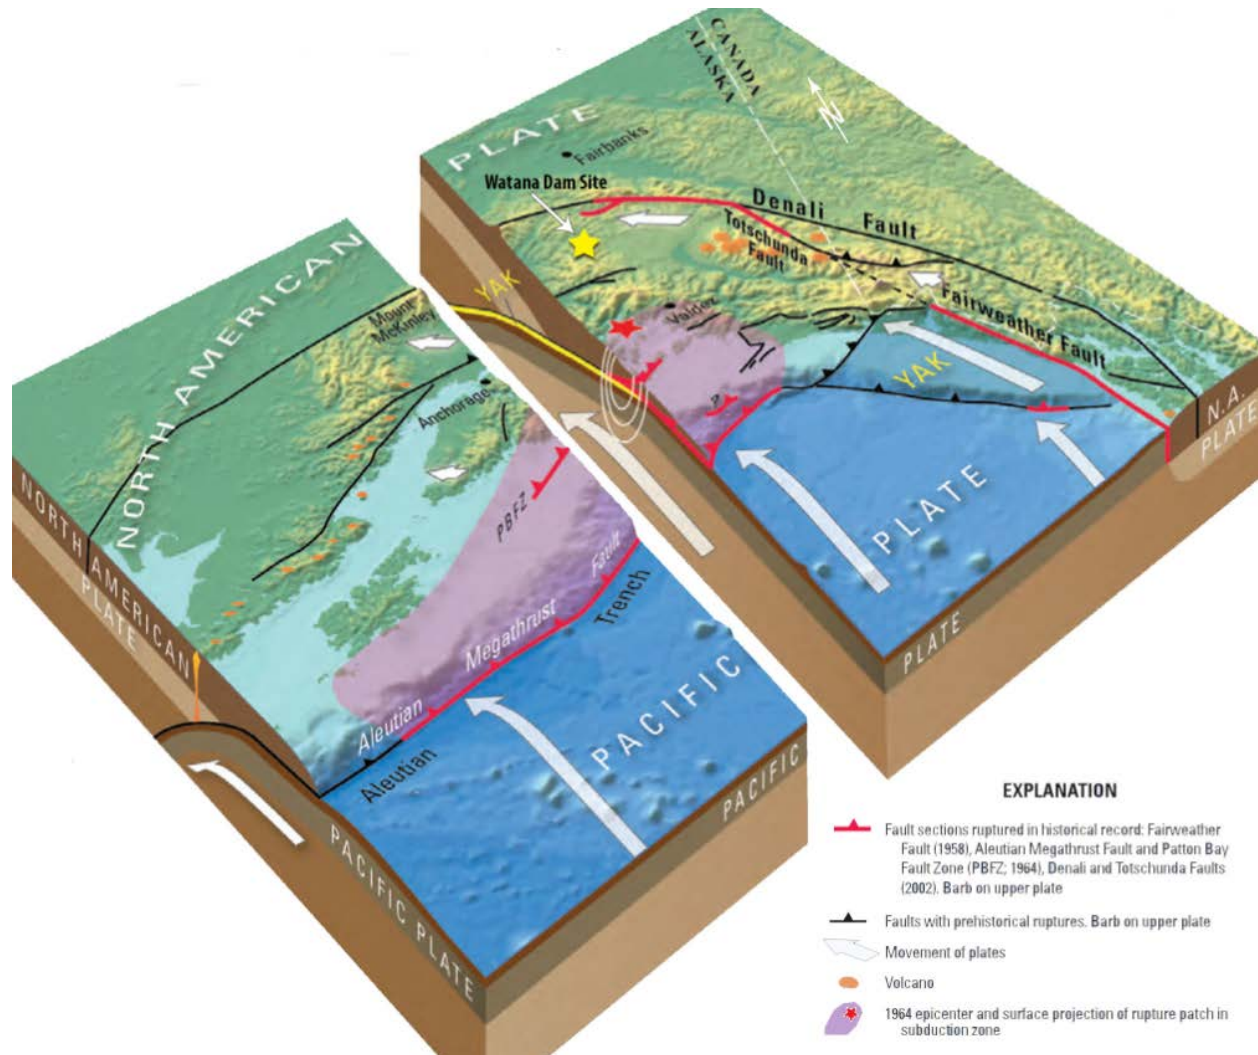 CANADA
ALASKA
N
PLATE
Fairbanks
Watana Dam Site
Denali Fault
Totschunda
Fault
Fairweather Fault
NORTH AMERICAN
YAK
Mount
McKinley
Valdez
Anchorage
YAK
?
N.A.
PLATE
PBFZ
PLATE
NORTH AMERICAN
PLATE
Aleutian Megathrust Fault
Aleutian Trench
PACIFIC
PLATE
PACIFIC
PACIFIC PLATE
EXPLANATION
Fault sections ruptured in historical record: Fairweather
Fault (1958), Aleutian Megathrust Fault and Patton Bay
Fault Zone (PBFZ; 1964), Denali and Totschunda Faults
(2002). Barb on upper plate
Faults with prehistorical ruptures. Barb on upper plate
Movement of plates
Volcano
1964 epicenter and surface projection of rupture patch in
subduction zone